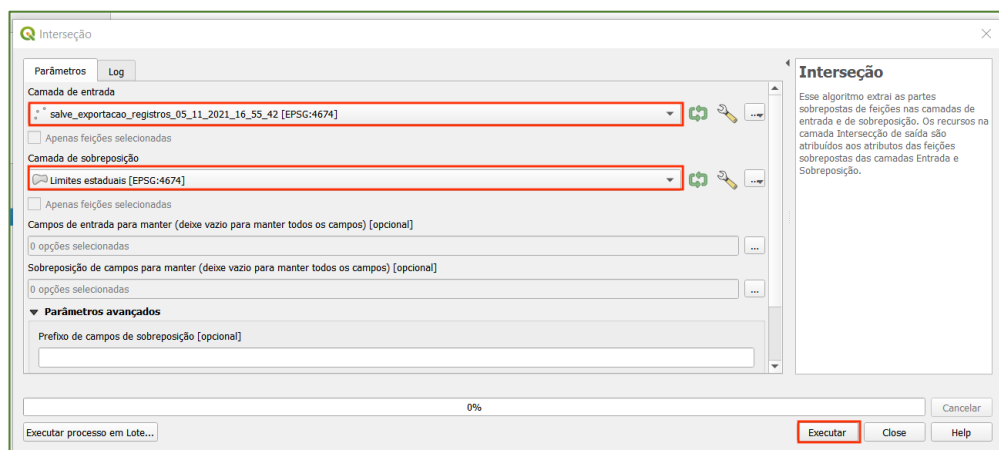 Interseção
Parâmetros
Log
Camada de entrada
salve_exportacao_registros_05_11_2021_16_55_42 [EPSG:4674]
Apenas feições selecionadas
Camada de sobreposição
Limites estaduais [EPSG:4674]
Apenas feições selecionadas
Campos de entrada para manter (deixe vazio para manter todos os campos) [opcional]
0 opções selecionadas
...
Sobreposição de campos para manter (deixe vazio para manter todos os campos) [opcional]
0 opções selecionadas
...
Parâmetros avançados
Prefixo de campos de sobreposição [opcional]
Interseção
Esse algoritmo extrai as partes
sobrepostas de feições nas camadas de
entrada e de sobreposição. Os recursos na
camada Intersecção de saída são
atribuídos aos atributos das feições
sobrepostas das camadas Entrada e
Sobreposição.
0%
Cancelar
Executar processo em Lote...
Executar
Close
Help